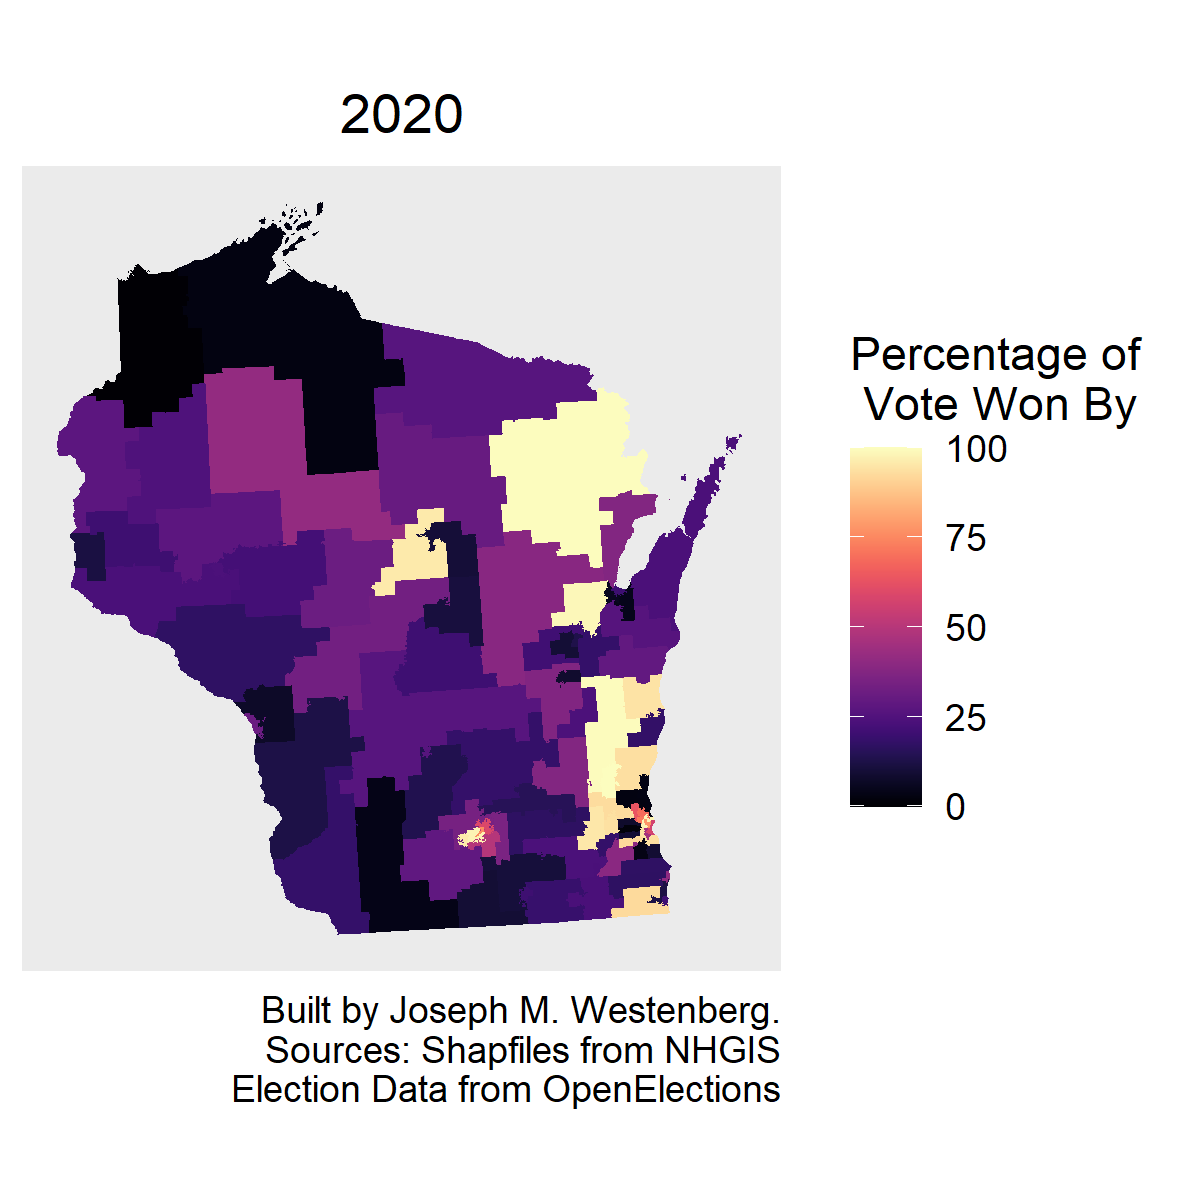 2020
Percentage of
Vote Won By
100
75
50
25
0
Built by Joseph M. Westenberg.
Sources: Shapfiles from NHGIS
Election Data from OpenElections